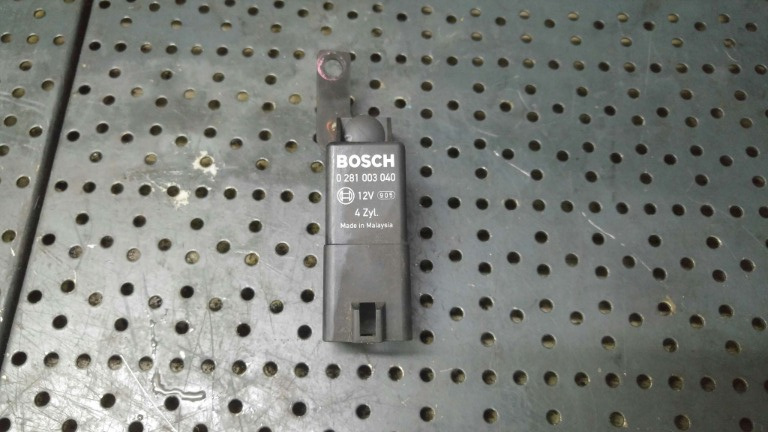 BOSCH
0 281 003 040
12V 909
4 Zyl.
Made in Malaysia